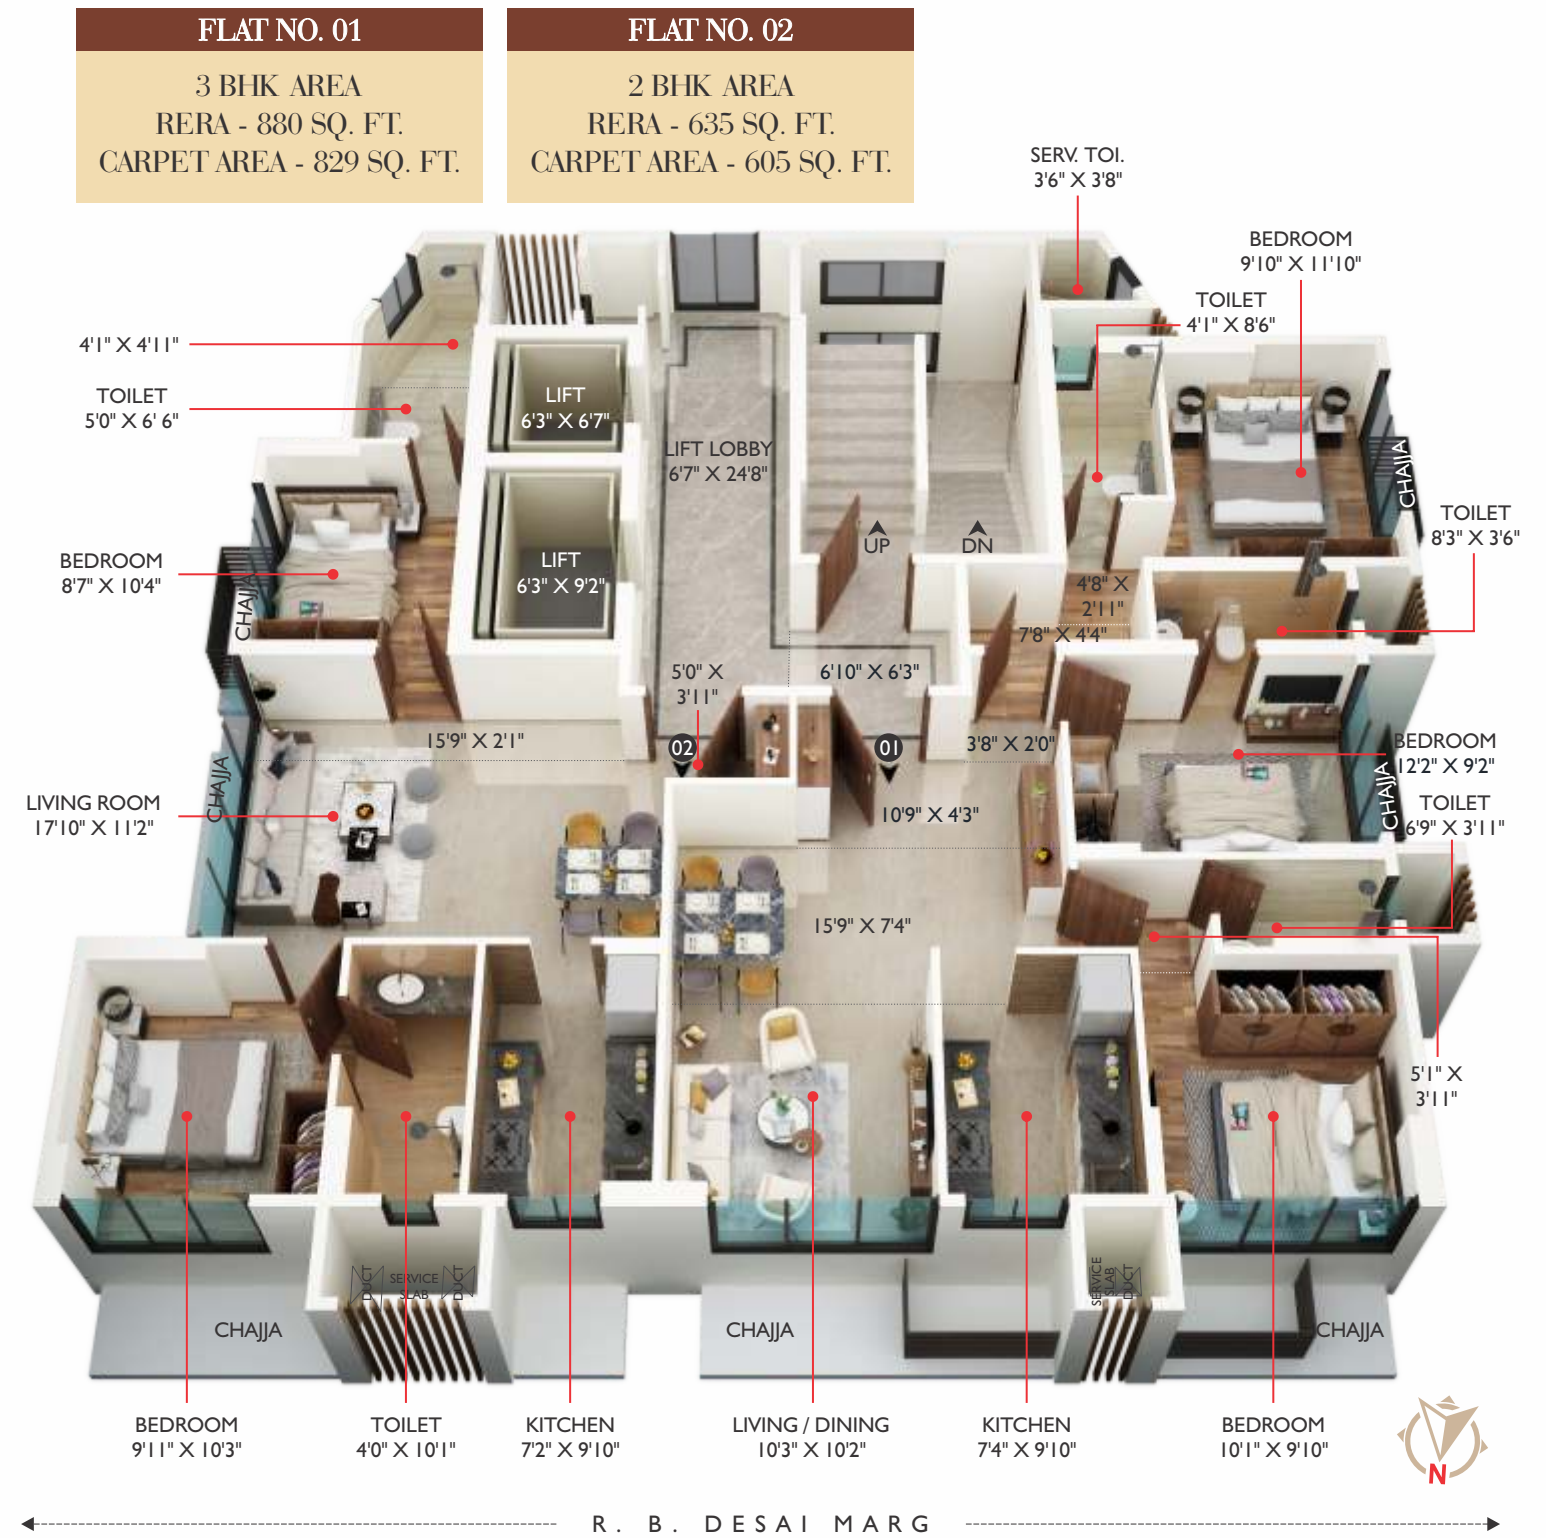 FLAT NO. 01
3 BHK AREA
RERA - 880 SQ. FT.
CARPET AREA - 829 SQ. FT.
FLAT NO. 02
2 BHK AREA
RERA - 635 SQ. FT.
CARPET AREA - 605 SQ. FT.
SERV. TOI.
3'6" X 3'8"
BEDROOM
9'10" X 11'10"
TOILET
4'1" X 8'6"
4'1" X 4'11"
TOILET
5'0" X 6' 6"
LIFT
6'3" X 6'7"
LIFT LOBBY
6'7" X 24'8"
CHAJJA
TOILET
8'3" X 3'6"
UP
DN
LIFT
6'3" X 9'2"
BEDROOM
8'7" X 10'4"
CHAJJA
4'8" X
2'11"
7'8" X 4'4"
5'0" X
3'11"
6'10" X 6'3"
15'9" X 2'1"
02
01
3'8" X 2'0"
BEDROOM
12'2" X 9'2"
CHAJJA
CHAJJA
LIVING ROOM
17'10" X 11'2"
10'9" X 4'3"
TOILET
6'9" X 3'11"
15'9" X 7'4"
5'1" X
3'11"
DUCT
SERVICE
SLAB
DUCT
SERVICE
SLAB
DUCT
CHAJJA
CHAJJA
CHAJJA
BEDROOM
9'11" X 10'3"
TOILET
4'0" X 10'1"
KITCHEN
7'2" X 9'10"
LIVING / DINING
10'3" X 10'2"
KITCHEN
7'4" X 9'10"
BEDROOM
10'1" X 9'10"
N
R. B. DESAI MARG